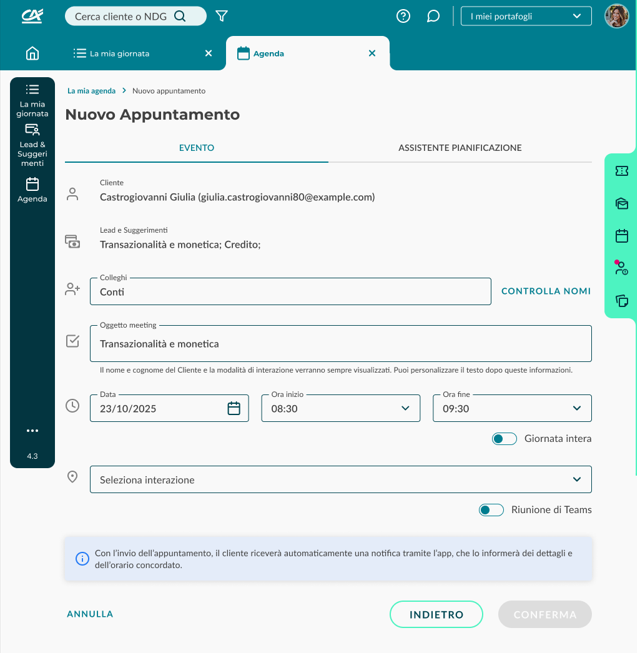 Cerca cliente o NDG
I miei portafogli
La mia giornata
Agenda
La mia
giornata
Lead &
Suggeri
menti
Agenda
4.3
La mia agenda > Nuovo appuntamento
Nuovo Appuntamento
EVENTO
ASSISTENTE PIANIFICAZIONE
Cliente
Castrogiovanni Giulia (giulia.castrogiovanni80@example.com)
Lead e Suggerimenti
Transazionalità e monetica; Credito;
Colleghi
Conti
CONTROLLA NOMI
Oggetto meeting
Transazionalità e monetica
Il nome e cognome del Cliente e la modalità di interazione verranno sempre visualizzati. Puoi personalizzare il testo dopo queste informazioni.
Data
23/10/2025
Ora inizio
08:30
Ora fine
09:30
Giornata intera
Seleziona interazione
Riunione di Teams
Con l'invio dell'appuntamento, il cliente riceverà automaticamente una notifica tramite l'app, che lo informerà dei dettagli e
dell'orario concordato.
ANNULLA
INDIETRO
CONFERMA